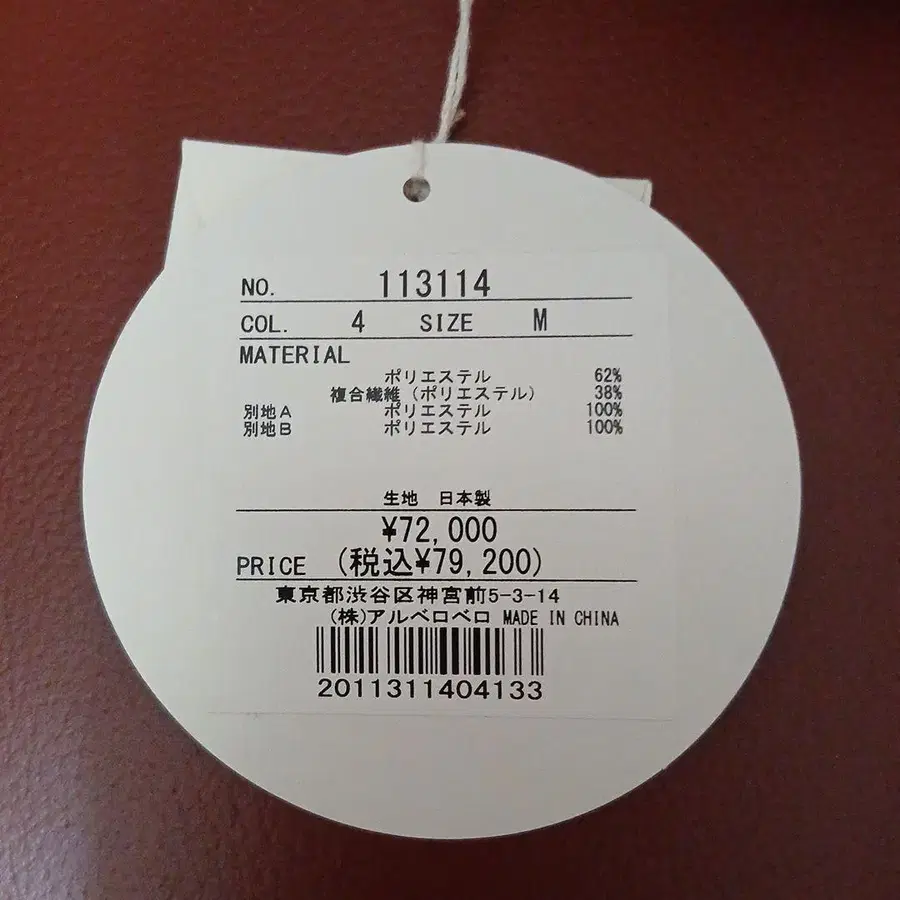 NO. 113114
COL. 4 SIZE M
MATERIAL
ポリエステル 62%
複合繊維(ポリエステル) 38%
別地A ポリエステル 100%
別地B ポリエステル 100%
生地 日本製
¥72,000
PRICE (税込¥79,200)
東京都渋谷区神宮前5-3-14
(株)アルベロベロ MADE IN CHINA
2011311404133